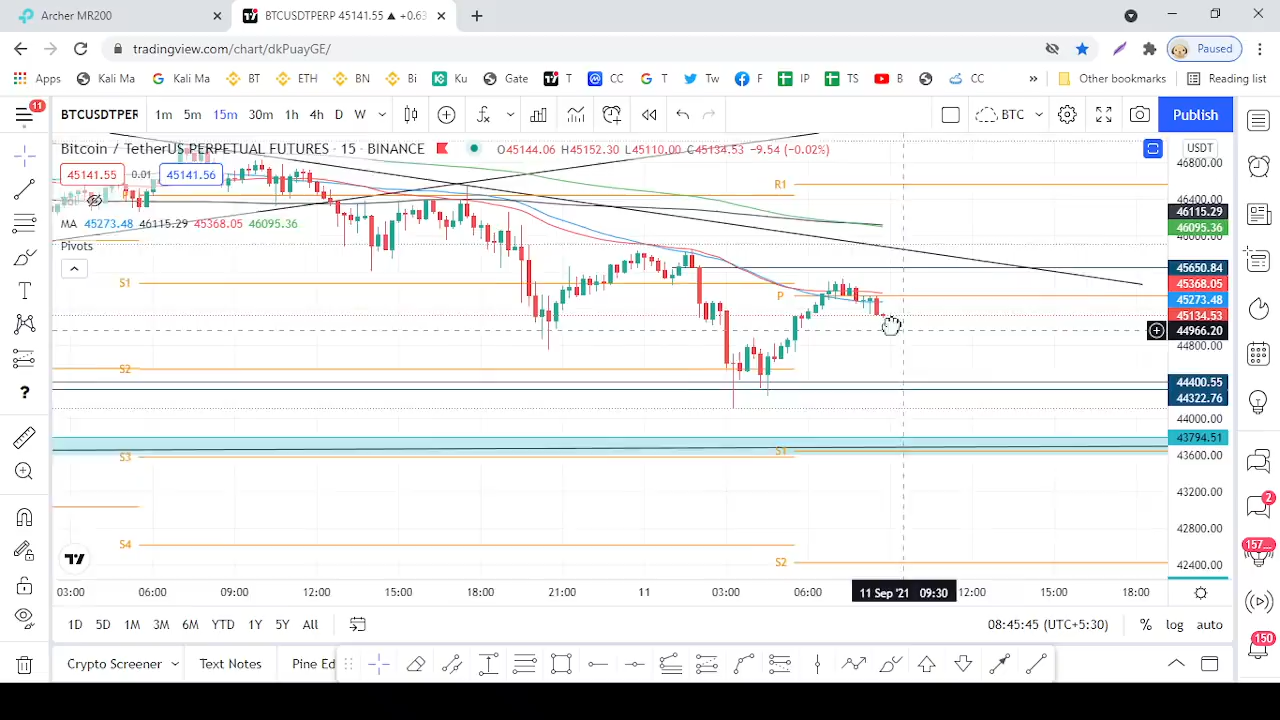 Archer MR200
BTCUSDTPERP 45141.55 ▲ +0.63
tradingview.com/chart/dkPuayGE/
Paused
Apps Kali Ma Kali Ma BT ETH BN Bi Ku Gate T CC T Tw F IP TS B CC » Other bookmarks Reading list
11 BTCUSDTPER 1m 5m 15m 30m 1h 4h D W BTC Publish
Bitcoin / TetherUS PERPETUAL FUTURES · 15 · BINANCE O45144.06 H45152.30 L45110.00 C45134.53 -9.54 (-0.02%) USDT
45141.55 0.01 45141.56
46800.00
R1
46400.00
46115.29
MA 45273.48 46115.29 45368.05 46095.36
46095.36
46000.00
Pivots
45650.84
S1
45368.05
P
45273.48
45134.53
44966.20
44800.00
S2
44400.55
44322.76
44000.00
43794.51
S1
43600.00
S3
43200.00
42800.00
S4
S2
42400.00
03:00 06:00 09:00 12:00 15:00 18:00 21:00 11 03:00 06:00 11 Sep '21 09:30 12:00 15:00 18:00
1D 5D 1M 3M 6M YTD 1Y 5Y All 08:45:45 (UTC+5:30) % log auto
Crypto Screener Text Notes Pine Ed
2
157...
150